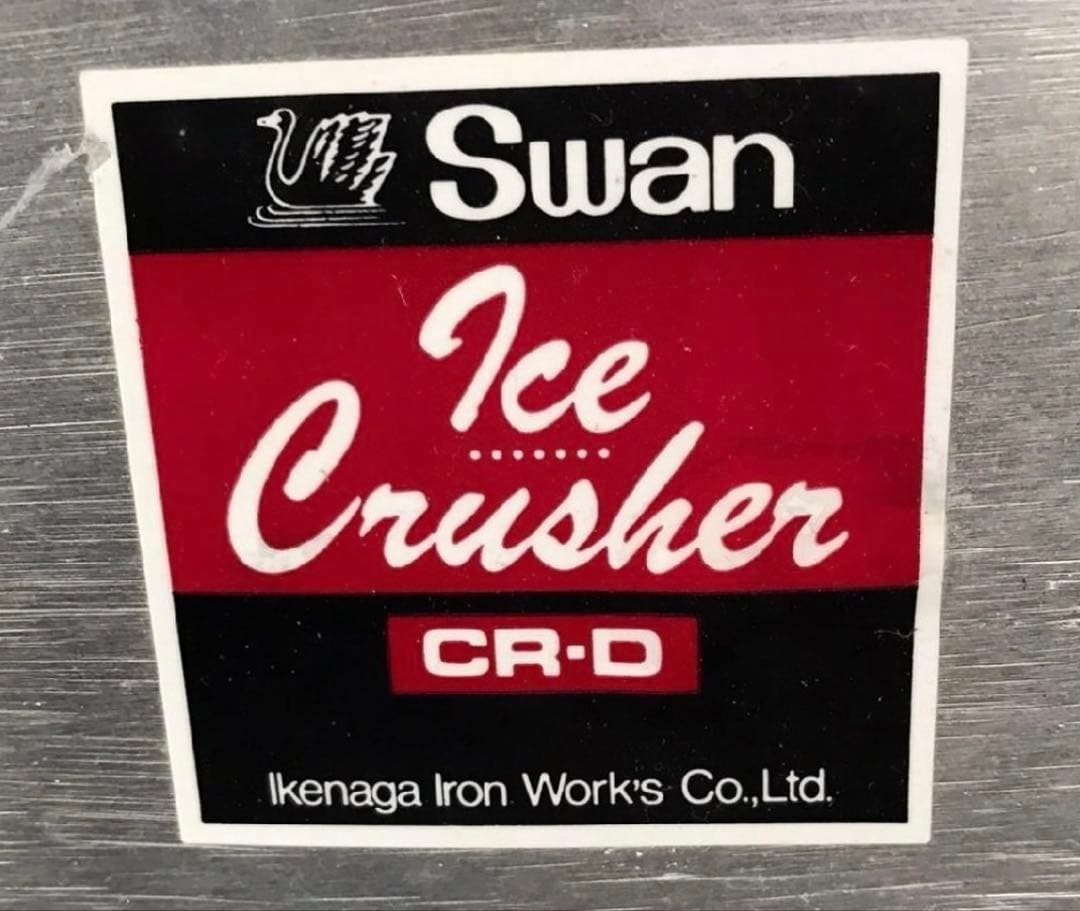 Swan
Ice
Crusher
CR-D
Ikenaga Iron Work's Co.,Ltd.